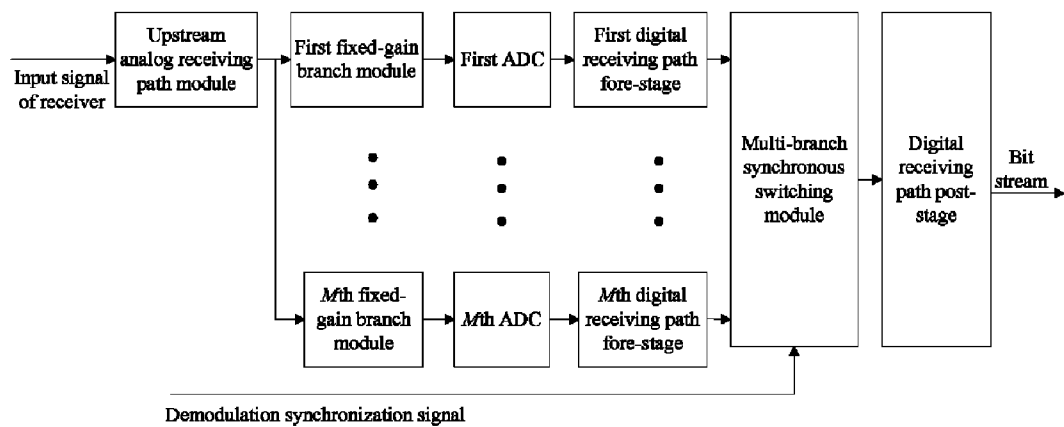 Input signal
of receiver
Upstream
analog receiving
path module
First fixed-gain
branch module
First ADC
First digital
receiving path
fore-stage
Mth fixed-
gain branch
module
Mth ADC
Mth digital
receiving path
fore-stage
Multi-branch
synchronous
switching
module
Digital
receiving
path post-
stage
Bit
stream
Demodulation synchronization signal